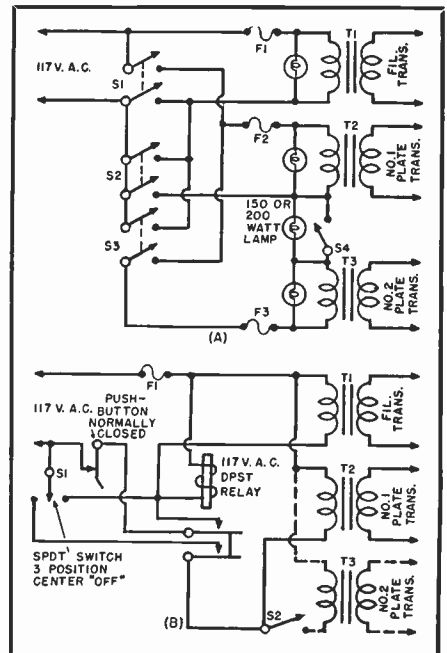 F1
T1
117 V. A.C.
S1
FIL.
TRANS.
F2
T2
NO.1
PLATE
TRANS.
S2
150 OR
200
WATT
LAMP
S4
S3
T3
NO.2
PLATE
TRANS.
F3
(A)
F1
T1
117 V. A.C.
PUSH-
BUTTON
NORMALLY
CLOSED
FIL.
TRANS.
S1
117 V. A.C.
DPST
RELAY
T2
NO.1
PLATE
TRANS.
SPDT' SWITCH
3 POSITION
CENTER "OFF"
T3
NO.2
PLATE
TRANS.
(B)
S2